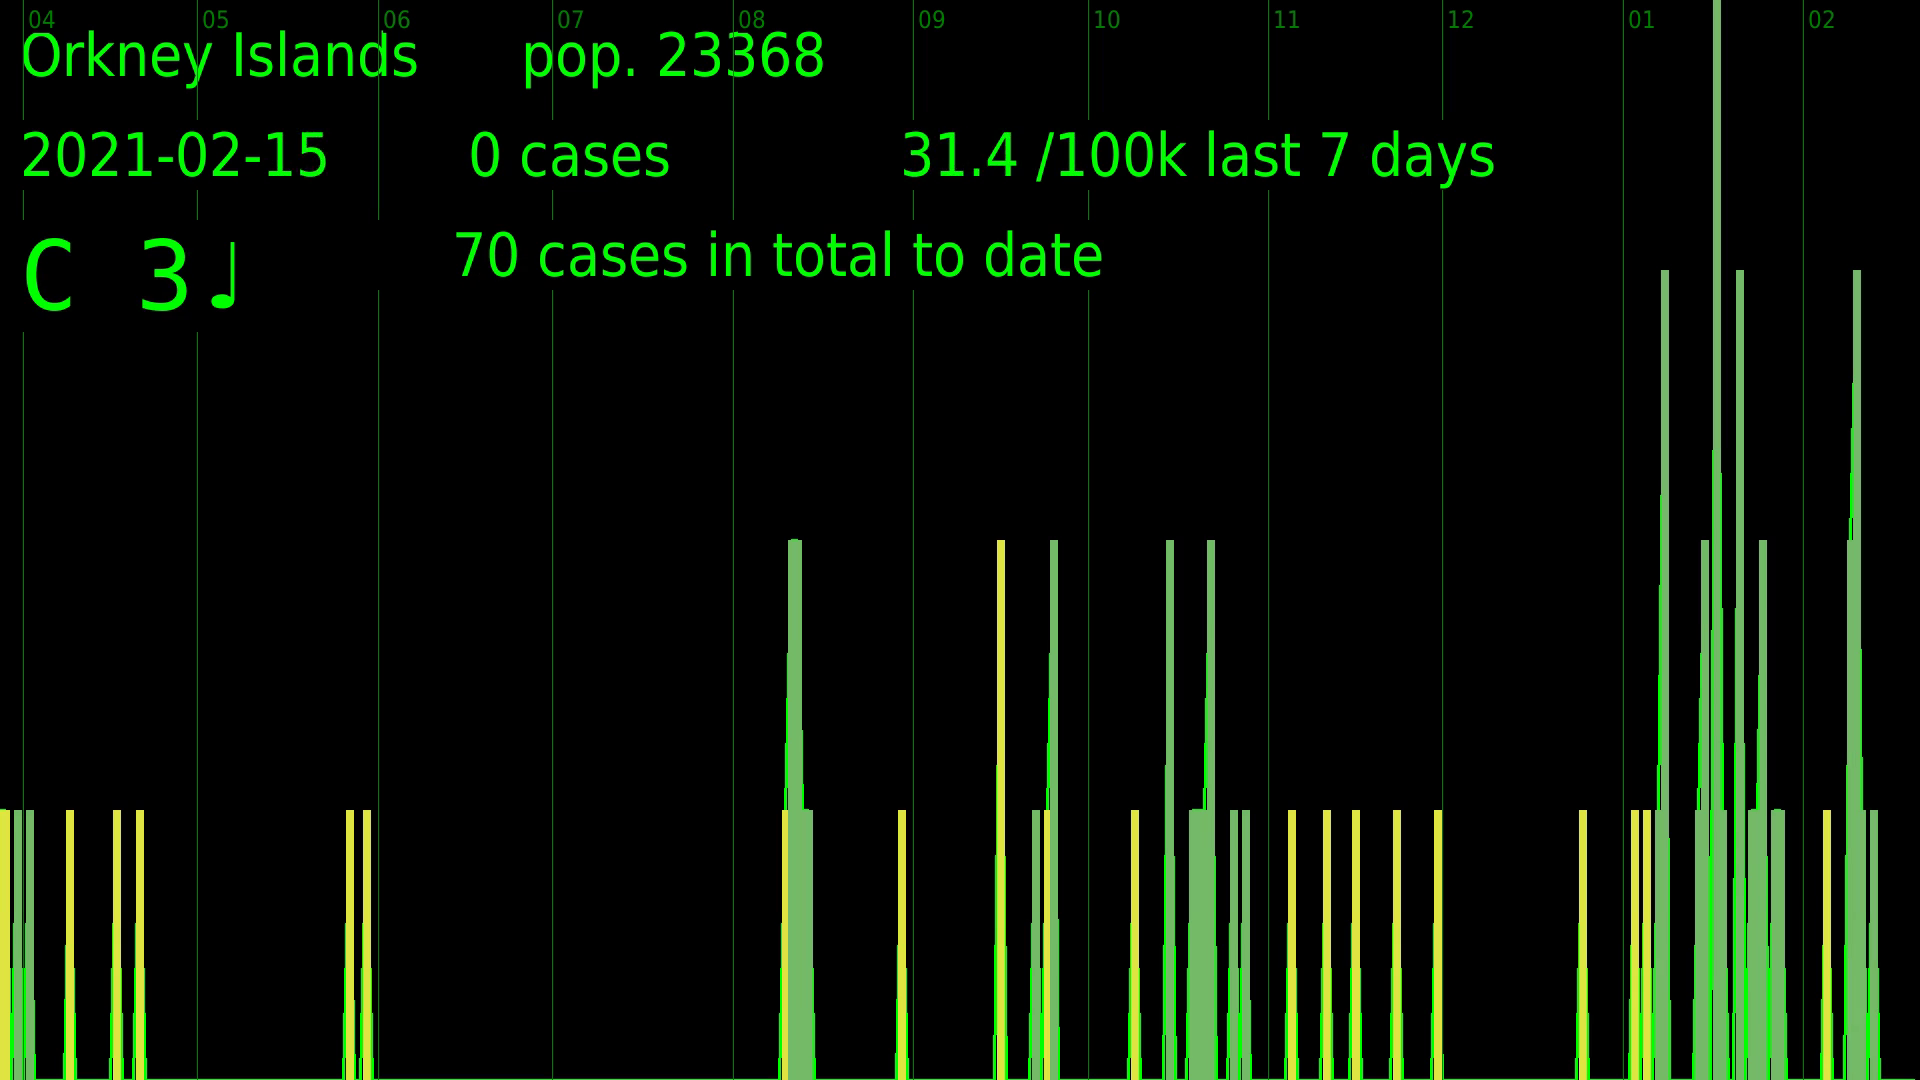 04 05 06 07 08 09 10 11 12 01 02
Orkney Islands pop. 23368
2021-02-15 0 cases 31.4 /100k last 7 days
C 3♩ 70 cases in total to date